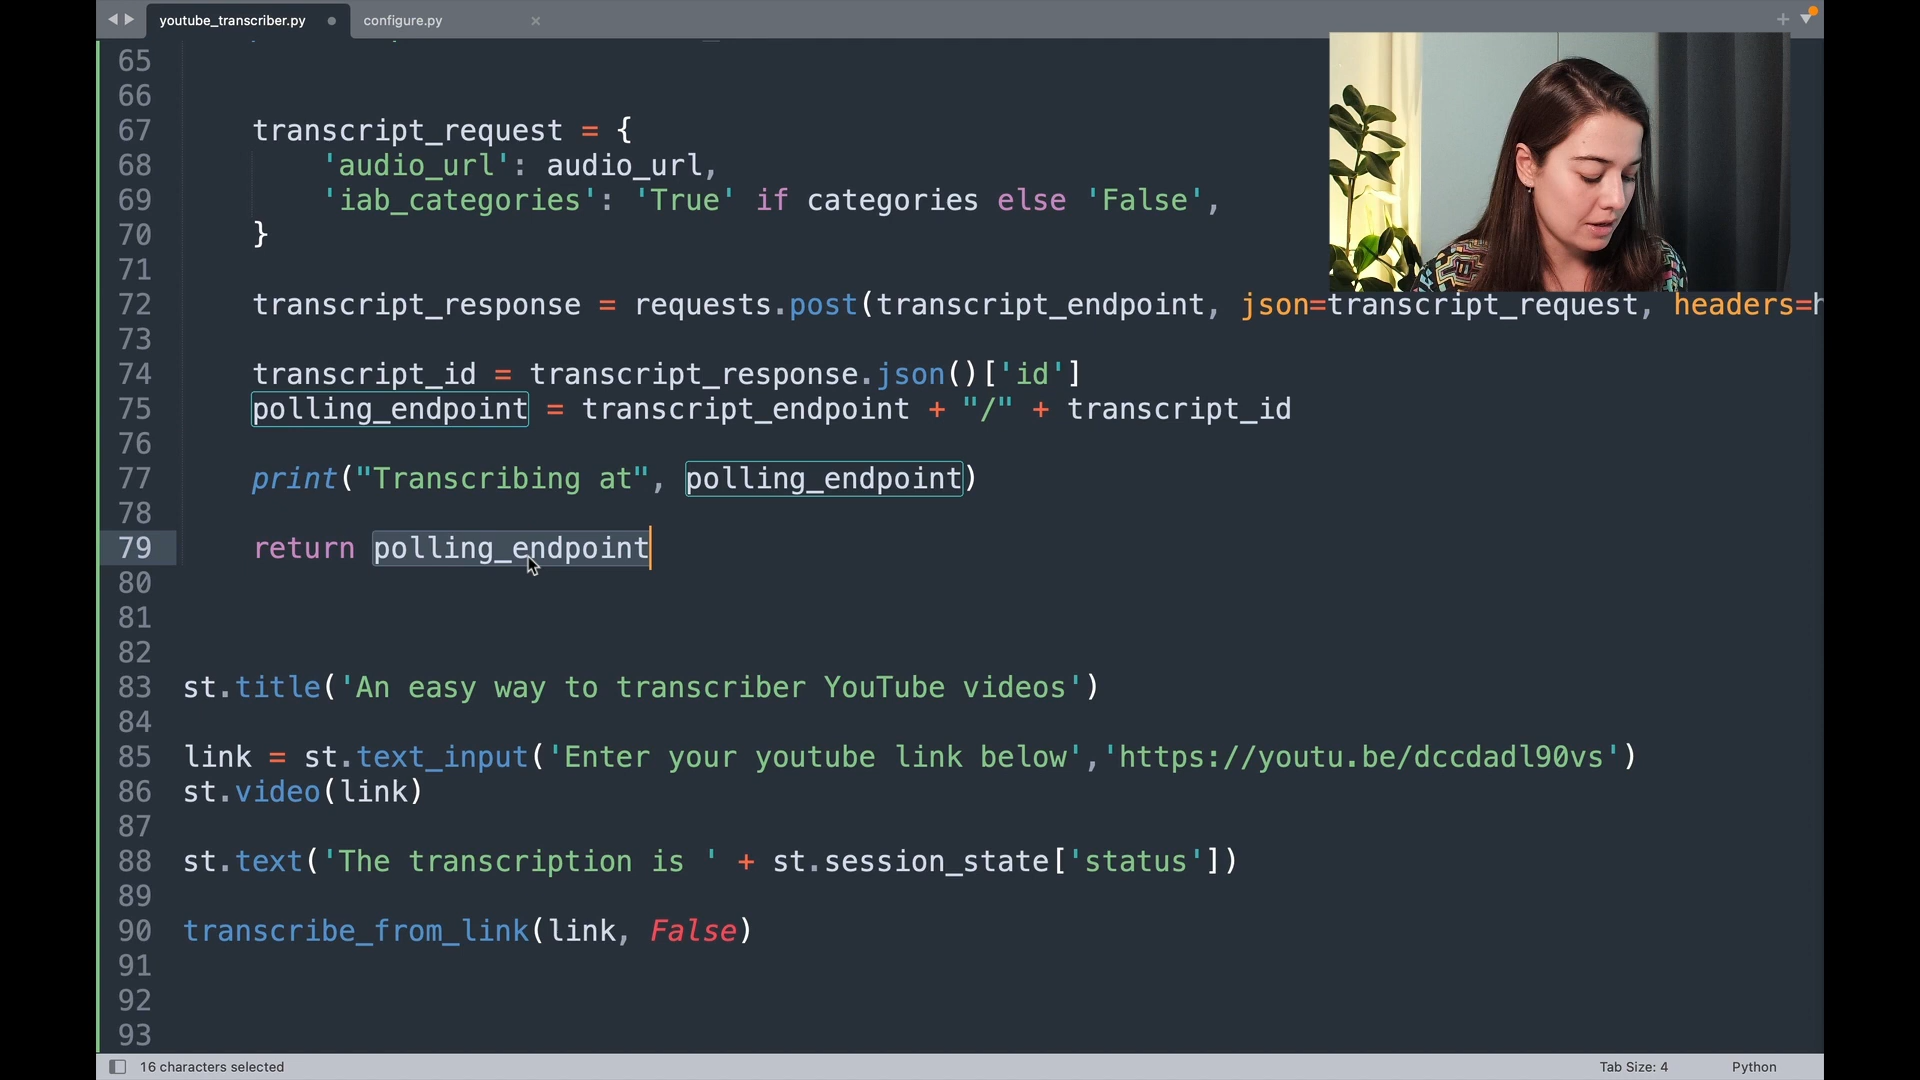 youtube_transcriber.py
configure.py
65
66
67 transcript_request = {
68 'audio_url': audio_url,
69 'iab_categories': 'True' if categories else 'False',
70 }
71
72 transcript_response = requests.post(transcript_endpoint, json=transcript_request, headers=h
73
74 transcript_id = transcript_response.json()['id']
75 polling_endpoint = transcript_endpoint + "/" + transcript_id
76
77 print("Transcribing at", polling_endpoint)
78
79 return polling_endpoint
80
81
82
83 st.title('An easy way to transcriber YouTube videos')
84
85 link = st.text_input('Enter your youtube link below','https://youtu.be/dccdadl90vs')
86 st.video(link)
87
88 st.text('The transcription is ' + st.session_state['status'])
89
90 transcribe_from_link(link, False)
91
92
93
16 characters selected
Tab Size: 4
Python